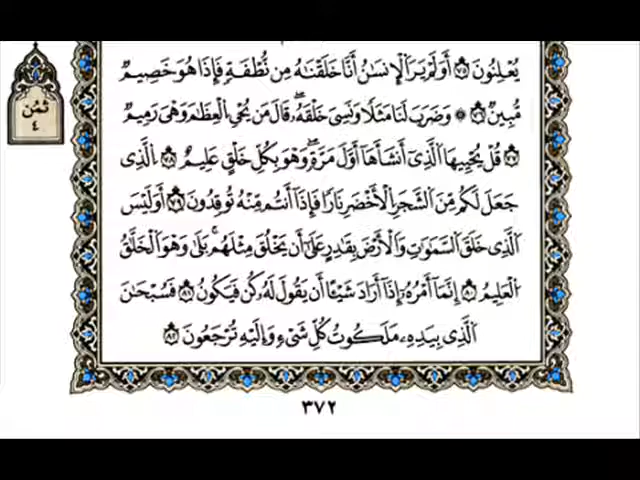 ثمن
٤
يُعْلِنُونَ ٧٥ أَوَلَمْ يَرَ ٱلْإِنسَٰنُ أَنَّا خَلَقْنَٰهُ مِن نُّطْفَةٍ فَإِذَا هُوَ خَصِيمٌ
مُّبِينٌ ٧٦ ۞ وَضَرَبَ لَنَا مَثَلًا وَنَسِيَ خَلْقَهُۥ قَالَ مَن يُحْيِ ٱلْعِظَٰمَ وَهِيَ رَمِيمٌ
٧٧ قُلْ يُحْيِيهَا ٱلَّذِىٓ أَنشَأَهَآ أَوَّلَ مَرَّةٍ وَهُوَ بِكُلِّ خَلْقٍ عَلِيمٌ ٧٨ ٱلَّذِى
جَعَلَ لَكُم مِّنَ ٱلشَّجَرِ ٱلْأَخْضَرِ نَارًا فَإِذَآ أَنتُم مِّنْهُ تُوقِدُونَ ٧٩ أَوَلَيْسَ
ٱلَّذِى خَلَقَ ٱلسَّمَٰوَٰتِ وَٱلْأَرْضَ بِقَٰدِرٍ عَلَىٰٓ أَن يَخْلُقَ مِثْلَهُم ۚ بَلَىٰ وَهُوَ ٱلْخَلَّٰقُ
ٱلْعَلِيمُ ٨٠ إِنَّمَآ أَمْرُهُۥٓ إِذَآ أَرَادَ شَيْـًٔا أَن يَقُولَ لَهُۥ كُن فَيَكُونُ ٨١ فَسُبْحَٰنَ
ٱلَّذِى بِيَدِهِۦ مَلَكُوتُ كُلِّ شَىْءٍ وَإِلَيْهِ تُرْجَعُونَ ٨٢
٣٧٢